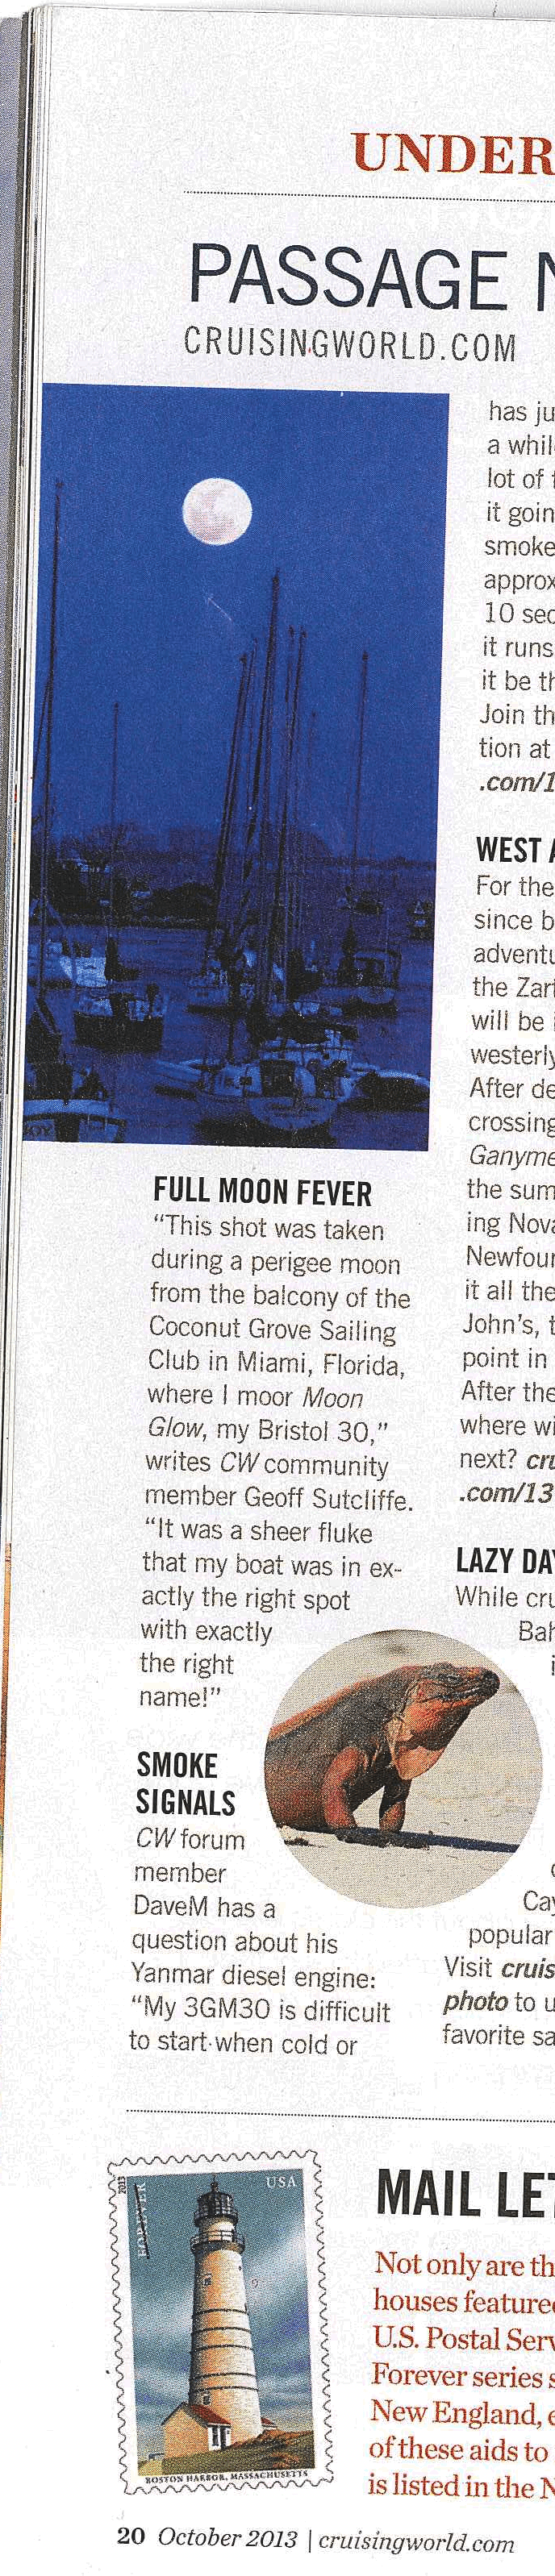 UNDER
PASSAGE N
CRUISINGWORLD.COM
FULL MOON FEVER
“This shot was taken
during a perigee moon
from the balcony of the
Coconut Grove Sailing
Club in Miami, Florida,
where I moor Moon
Glow, my Bristol 30,”
writes CW community
member Geoff Sutcliffe.
“It was a sheer fluke
that my boat was in ex-
actly the right spot
with exactly
the right
name!”
SMOKE
SIGNALS
CW forum
member
DaveM has a
question about his
Yanmar diesel engine:
“My 3GM30 is difficult
to start when cold or
has ju
a while
lot of
it goin
smoke
approx
10 sec
it runs
it be th
Join th
tion at
.com/1
WEST A
For the
since b
adventu
the Zart
will be
westerly
After de
crossing
Ganyme
the sum
ing Nova
Newfour
it all the
John’s, t
point in
After the
where wi
next? cru
.com/13
LAZY DAY
While cru
Bah
i
Cay
popular
Visit cruis
photo to u
favorite sa
2013
FOREVER
USA
BOSTON HARBOR, MASSACHUSETTS
MAIL LET
Not only are th
houses featured
U.S. Postal Serv
Forever series s
New England, e
of these aids to
is listed in the N
20 October 2013 | cruisingworld.com